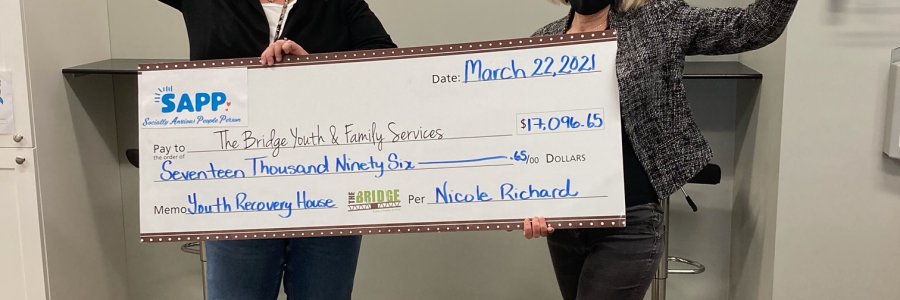 Date: March 22, 2021
SAPP
Socially Anxious People Person
$17,096.65
Pay to the order of The Bridge Youth & Family Services
Seventeen Thousand Ninety Six .65/00 DOLLARS
Memo Youth Recovery House THE BRIDGE Per Nicole Richard